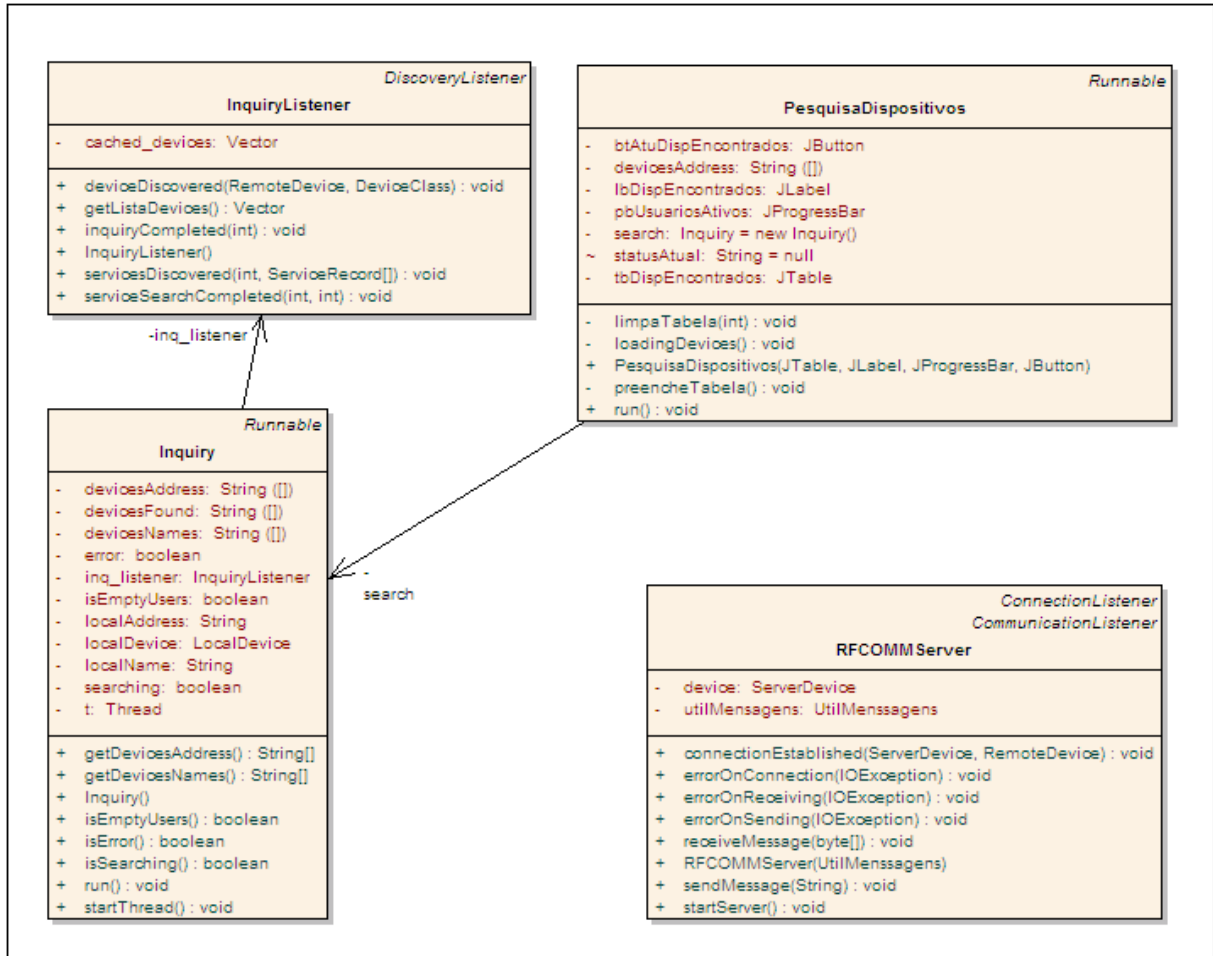 DiscoveryListener
InquiryListener
- cached_devices: Vector
+ deviceDiscovered(RemoteDevice, DeviceClass) : void
+ getListaDevices() : Vector
+ inquiryCompleted(int) : void
+ InquiryListener()
+ servicesDiscovered(int, ServiceRecord[]) : void
+ serviceSearchCompleted(int, int) : void
Runnable
PesquisaDispositivos
- btAtuDispEncontrados: JButton
- devicesAddress: String ([])
- lbDispEncontrados: JLabel
- pbUsuariosAtivos: JProgressBar
- search: Inquiry = new Inquiry()
~ statusAtual: String = null
- tbDispEncontrados: JTable
- limpaTabela(int) : void
- loadingDevices() : void
+ PesquisaDispositivos(JTable, JLabel, JProgressBar, JButton)
- preencheTabela() : void
+ run() : void
-inq_listener
Runnable
Inquiry
- devicesAddress: String ([])
- devicesFound: String ([])
- devicesNames: String ([])
- error: boolean
- inq_listener: InquiryListener
- isEmptyUsers: boolean
- localAddress: String
- localDevice: LocalDevice
- localName: String
- searching: boolean
- t: Thread
+ getDevicesAddress() : String[]
+ getDevicesNames() : String[]
+ Inquiry()
+ isEmptyUsers() : boolean
+ isError() : boolean
+ isSearching() : boolean
+ run() : void
+ startThread() : void
-
search
ConnectionListener
CommunicationListener
RFCOMMServer
- device: ServerDevice
- utilMensagens: UtilMenssagens
+ connectionEstablished(ServerDevice, RemoteDevice) : void
+ errorOnConnection(IOException) : void
+ errorOnReceiving(IOException) : void
+ errorOnSending(IOException) : void
+ receiveMessage(byte[]) : void
+ RFCOMMServer(UtilMenssagens)
+ sendMessage(String) : void
+ startServer() : void